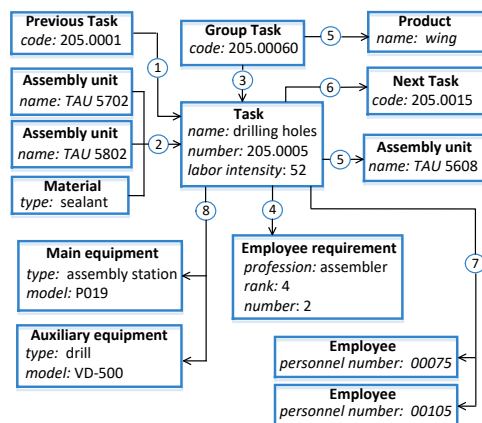 Previous Task
code: 205.0001
Group Task
code: 205.00060
5
Product
name: wing
1
3
6
Next Task
code: 205.0015
Assembly unit
name: TAU 5702
Assembly unit
name: TAU 5802
2
Material
type: sealant
Task
name: drilling holes
number: 205.0005
labor intensity: 52
5
Assembly unit
name: TAU 5608
8
4
7
Main equipment
type: assembly station
model: P019
Employee requirement
profession: assembler
rank: 4
number: 2
Auxiliary equipment
type: drill
model: VD-500
Employee
personnel number: 00075
Employee
personnel number: 00105